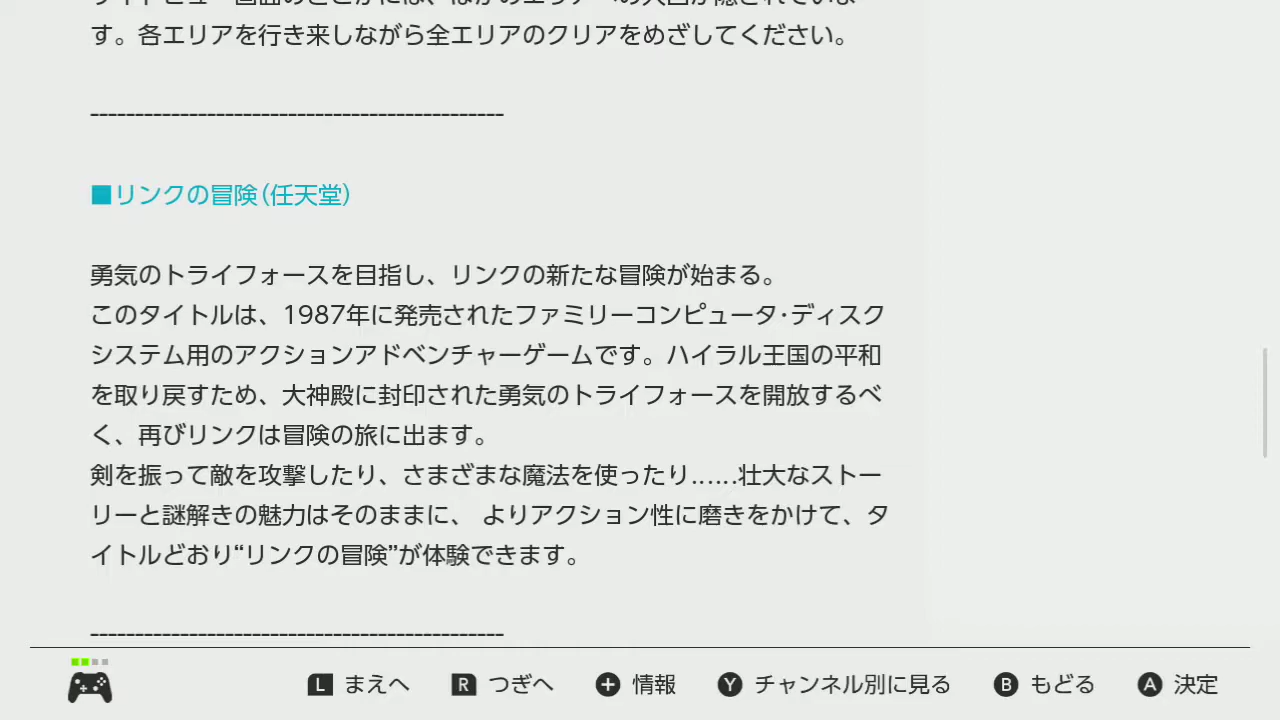 す。各エリアを行き来しながら全エリアのクリアをめざしてください。
----------------------------------------------
■リンクの冒険(任天堂)
勇気のトライフォースを目指し、リンクの新たな冒険が始まる。
このタイトルは、1987年に発売されたファミリーコンピュータ・ディスク
システム用のアクションアドベンチャーゲームです。ハイラル王国の平和
を取り戻すため、大神殿に封印された勇気のトライフォースを開放するべ
く、再びリンクは冒険の旅に出ます。
剣を振って敵を攻撃したり、さまざまな魔法を使ったり……壮大なストー
リーと謎解きの魅力はそのままに、 よりアクション性に磨きをかけて、タ
イトルどおり“リンクの冒険”が体験できます。
----------------------------------------------
L まえへ R つぎへ + 情報 Y チャンネル別に見る B もどる A 決定